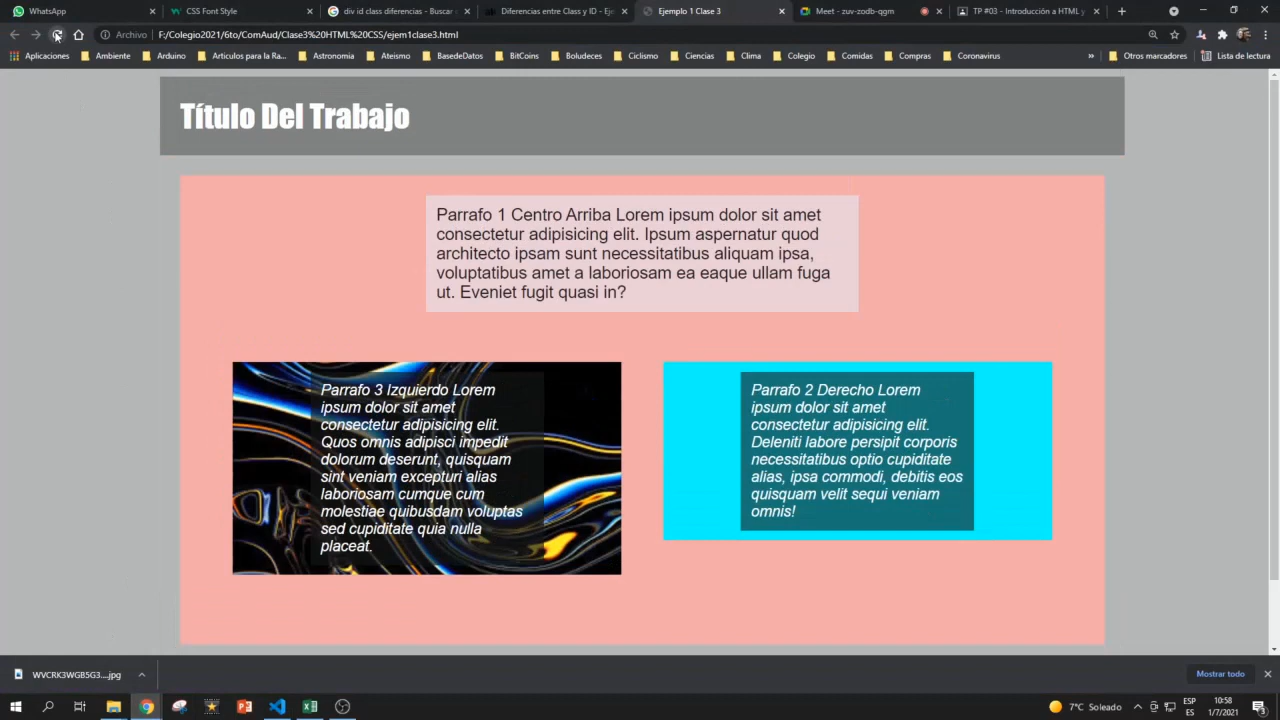 WhatsApp
CSS Font Style
div id class diferencias - Buscar c
Diferencias entre Class y ID - Eje
Ejemplo 1 Clase 3
Meet - zuv-zodb-qgm
TP #03 - Introducción a HTML y
Archivo F:/Colegio2021/6to/ComAud/Clase3%20HTML%20CSS/ejem1clase3.html
Aplicaciones Ambiente Arduino Articulos para la Ra... Astronomia Ateismo BasedeDatos BitCoins Boludeces Ciclismo Ciencias Clima Colegio Comidas Compras Coronavirus » Otros marcadores Lista de lectura
Título Del Trabajo
Parrafo 1 Centro Arriba Lorem ipsum dolor sit amet
consectetur adipisicing elit. Ipsum aspernatur quod
architecto ipsam sunt necessitatibus aliquam ipsa,
voluptatibus amet a laboriosam ea eaque ullam fuga
ut. Eveniet fugit quasi in?
Parrafo 3 Izquierdo Lorem
ipsum dolor sit amet
consectetur adipisicing elit.
Quos omnis adipisci impedit
dolorum deserunt, quisquam
sint veniam excepturi alias
laboriosam cumque cum
molestiae quibusdam voluptas
sed cupiditate quia nulla
placeat.
Parrafo 2 Derecho Lorem
ipsum dolor sit amet
consectetur adipisicing elit.
Deleniti labore persipit corporis
necessitatibus optio cupiditate
alias, ipsa commodi, debitis eos
quisquam velit sequi veniam
omnis!
WVCRK3WGB5G3....jpg
Mostrar todo
7°C Soleado
ESP
ES
10:58
1/7/2021